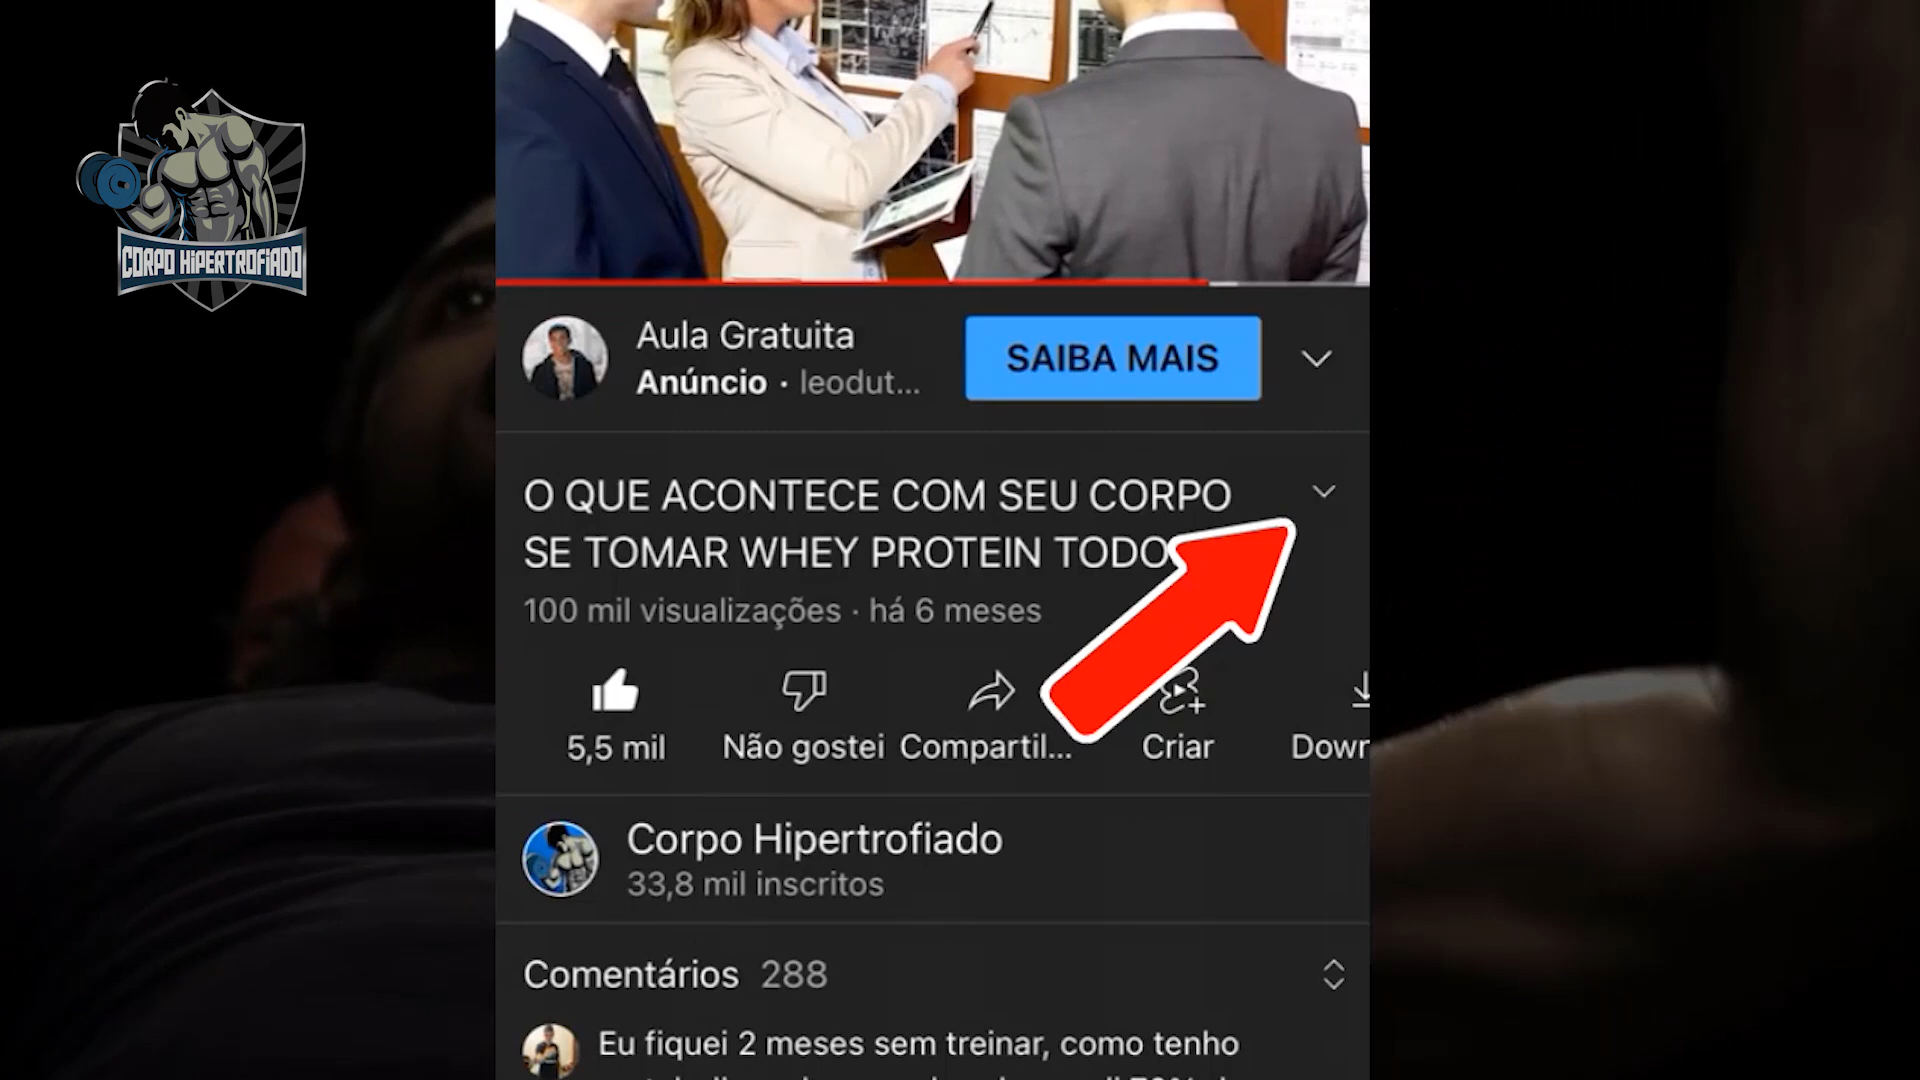 CORPO HIPERTROFIADO
Aula Gratuita
Anúncio · leodut...
SAIBA MAIS
O QUE ACONTECE COM SEU CORPO
SE TOMAR WHEY PROTEIN TODO
100 mil visualizações · há 6 meses
5,5 mil
Não gostei
Compartil...
Criar
Down
Corpo Hipertrofiado
33,8 mil inscritos
Comentários 288
Eu fiquei 2 meses sem treinar, como tenho